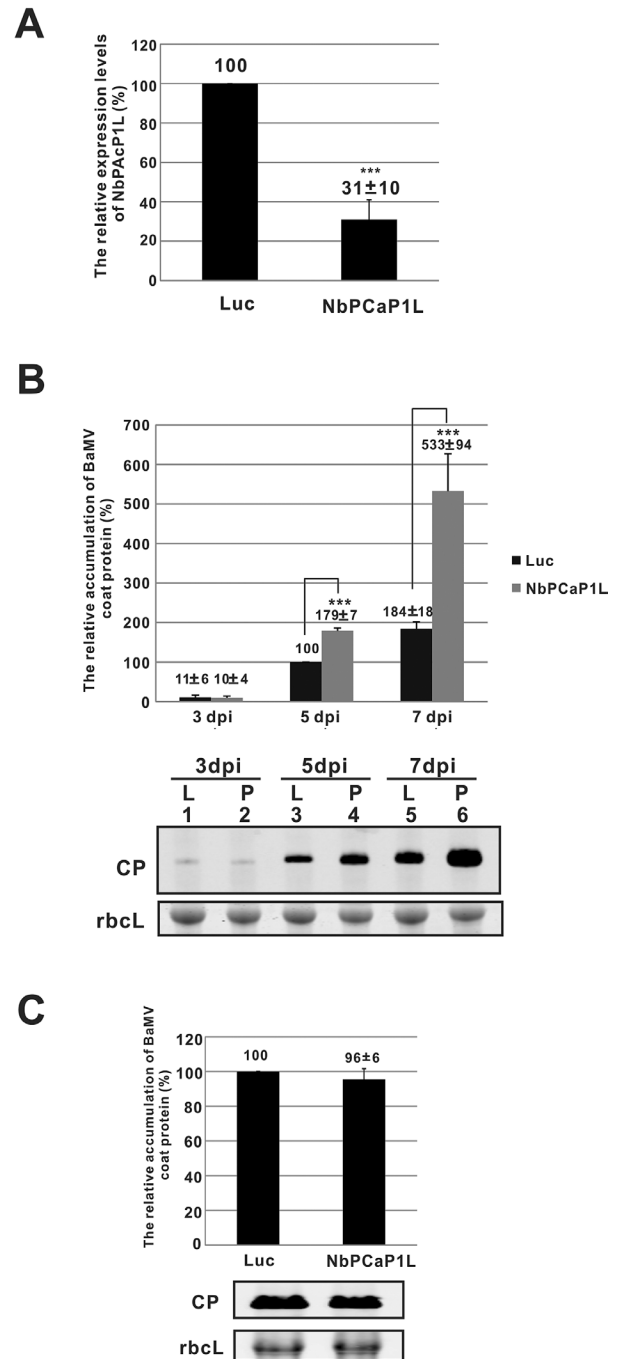 A
The relative expression levels
of NbPAcP1L (%)
120
100
80
60
40
20
0
100
***
31±10
Luc
NbPCaP1L
B
The relative accumulation of BaMV
coat protein (%)
700
600
500
400
300
200
100
0
11±6 10±4
100
***
179±7
184±18
***
533±94
3 dpi 5 dpi 7 dpi
Luc
NbPCaP1L
3dpi 5dpi 7dpi
L P L P L P
1 2 3 4 5 6
CP
rbcL
C
The relative accumulation of BaMV
coat protein (%)
120
100
80
60
40
20
0
100
96±6
Luc NbPCaP1L
CP
rbcL